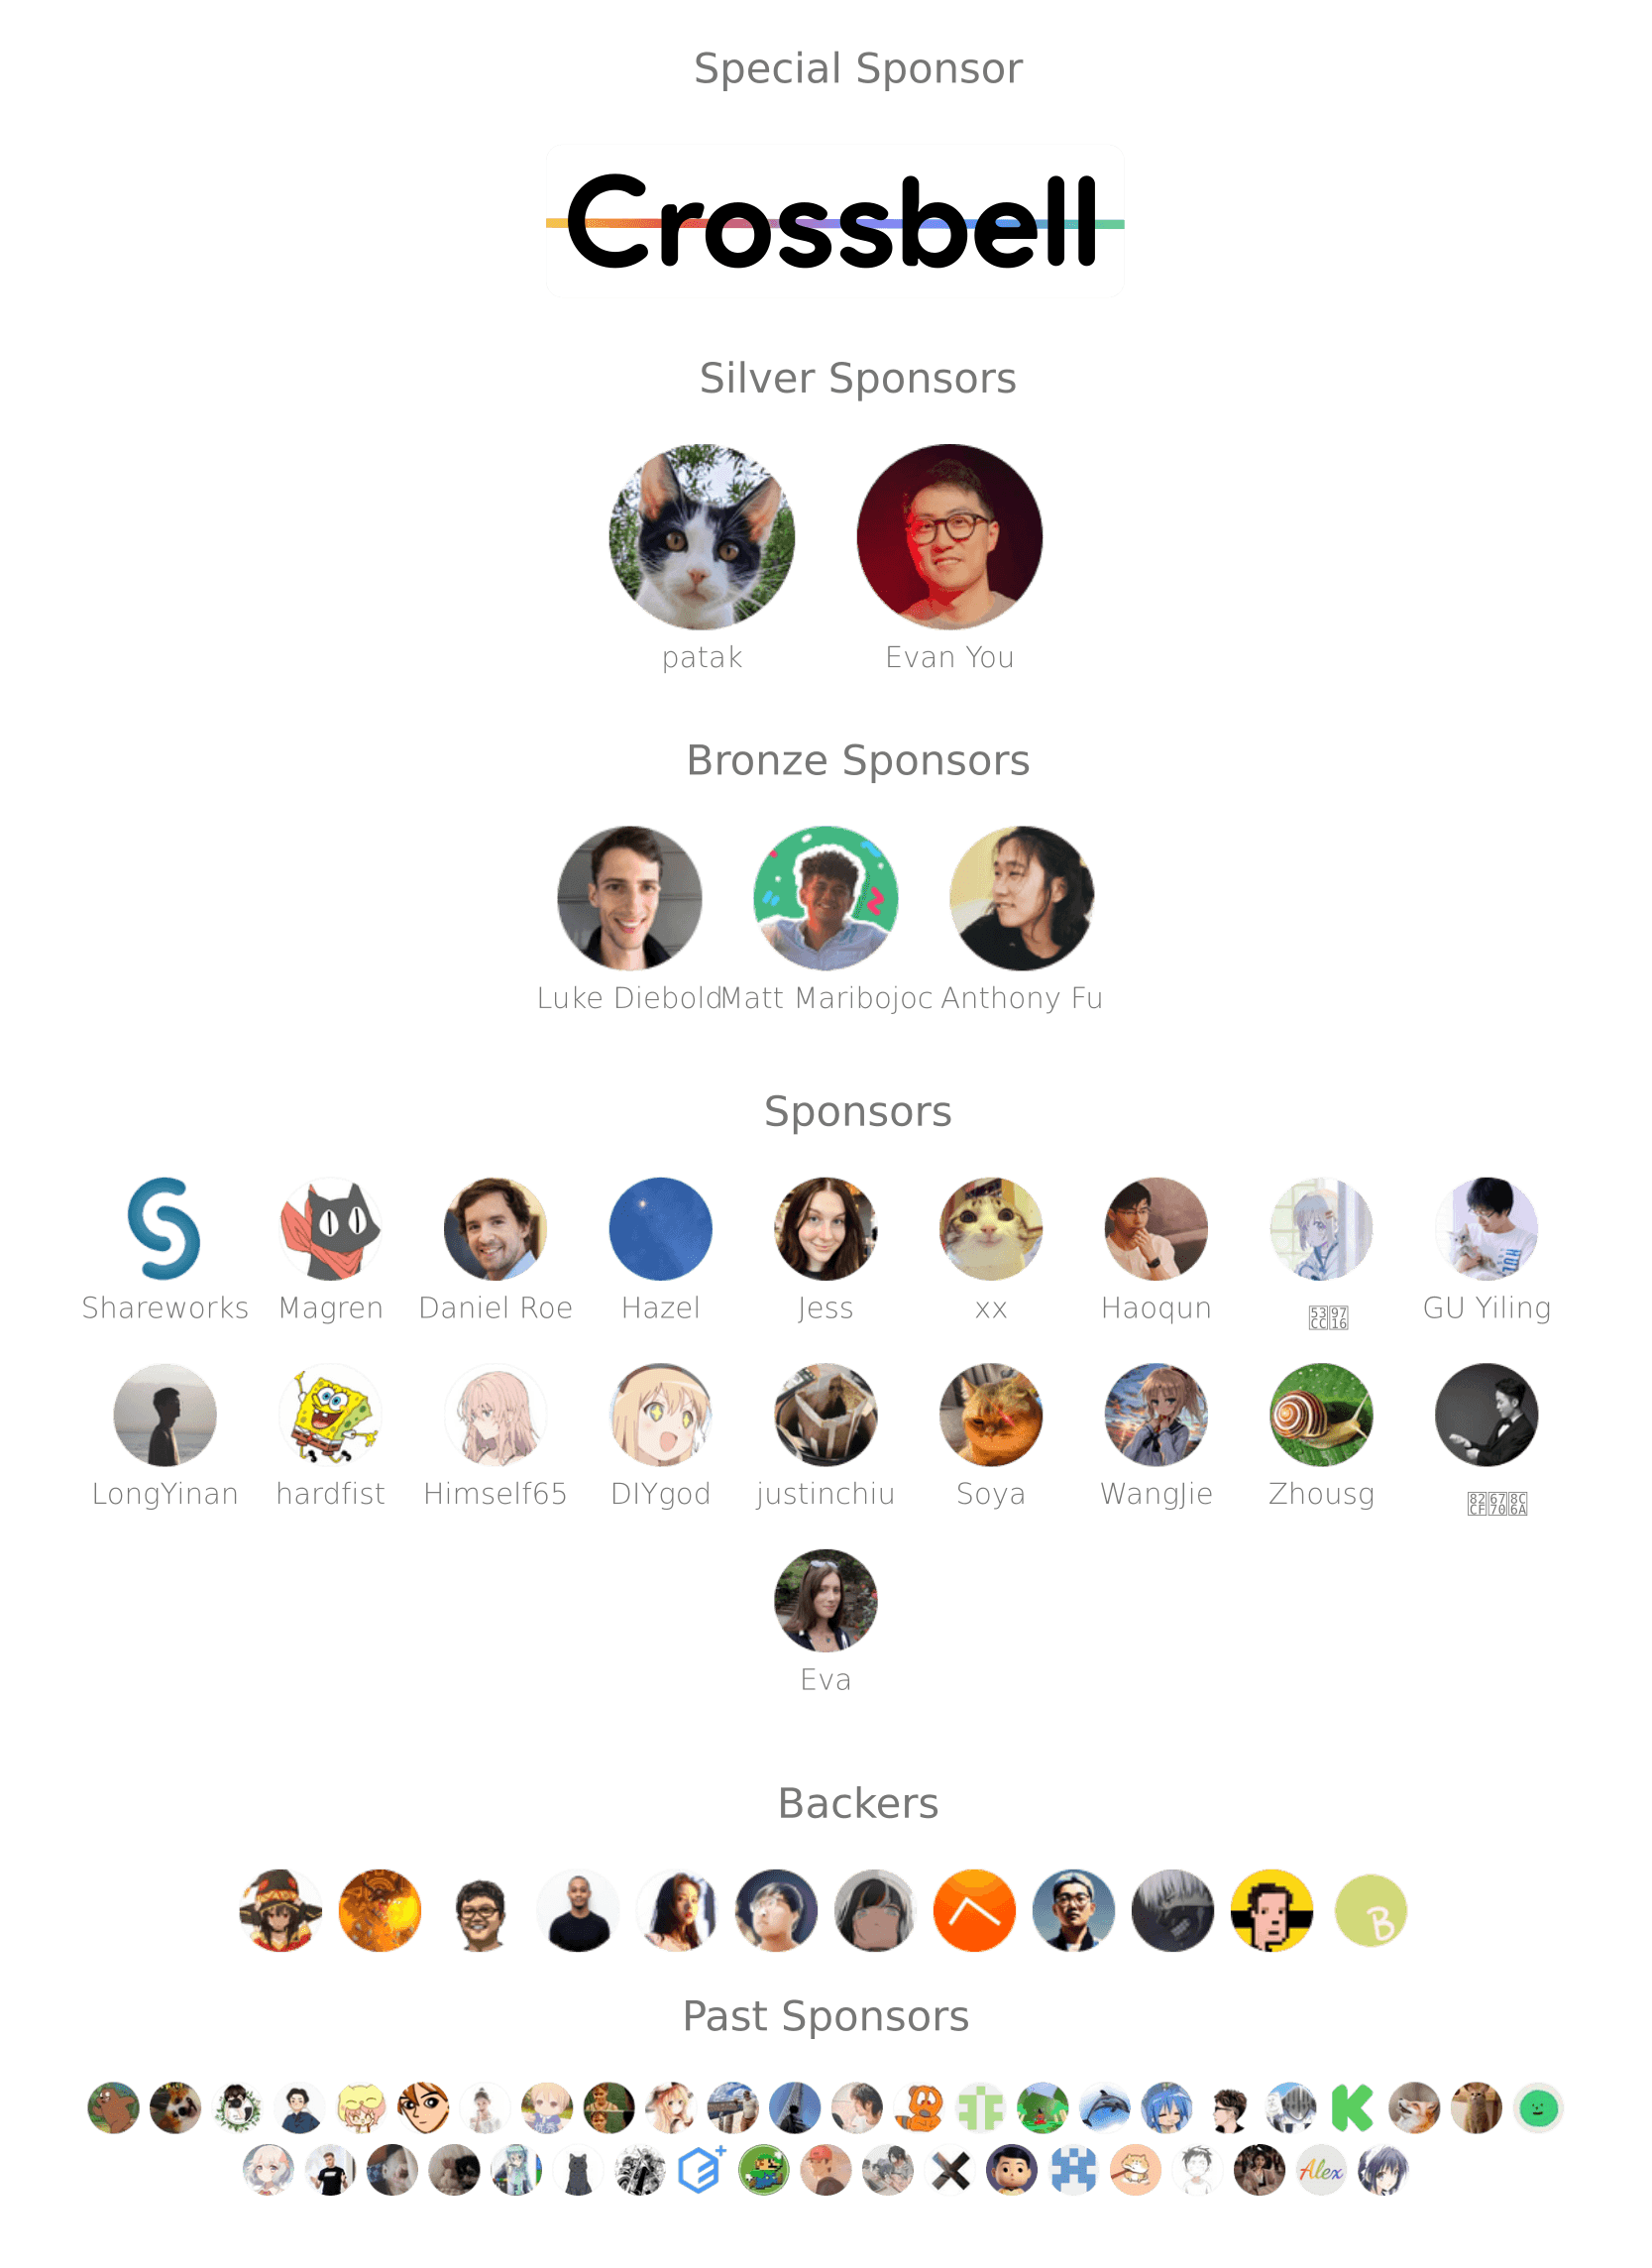 Special Sponsor
Crossbell
Silver Sponsors
patak Evan You
Bronze Sponsors
Luke Diebold Matt Maribojoc Anthony Fu
Sponsors
Shareworks Magren Daniel Roe Hazel Jess xx Haoqun GU Yiling
LongYinan hardfist Himself65 DIYgod justinchiu Soya WangJie Zhousg
Eva
Backers
B
Past Sponsors
Alex